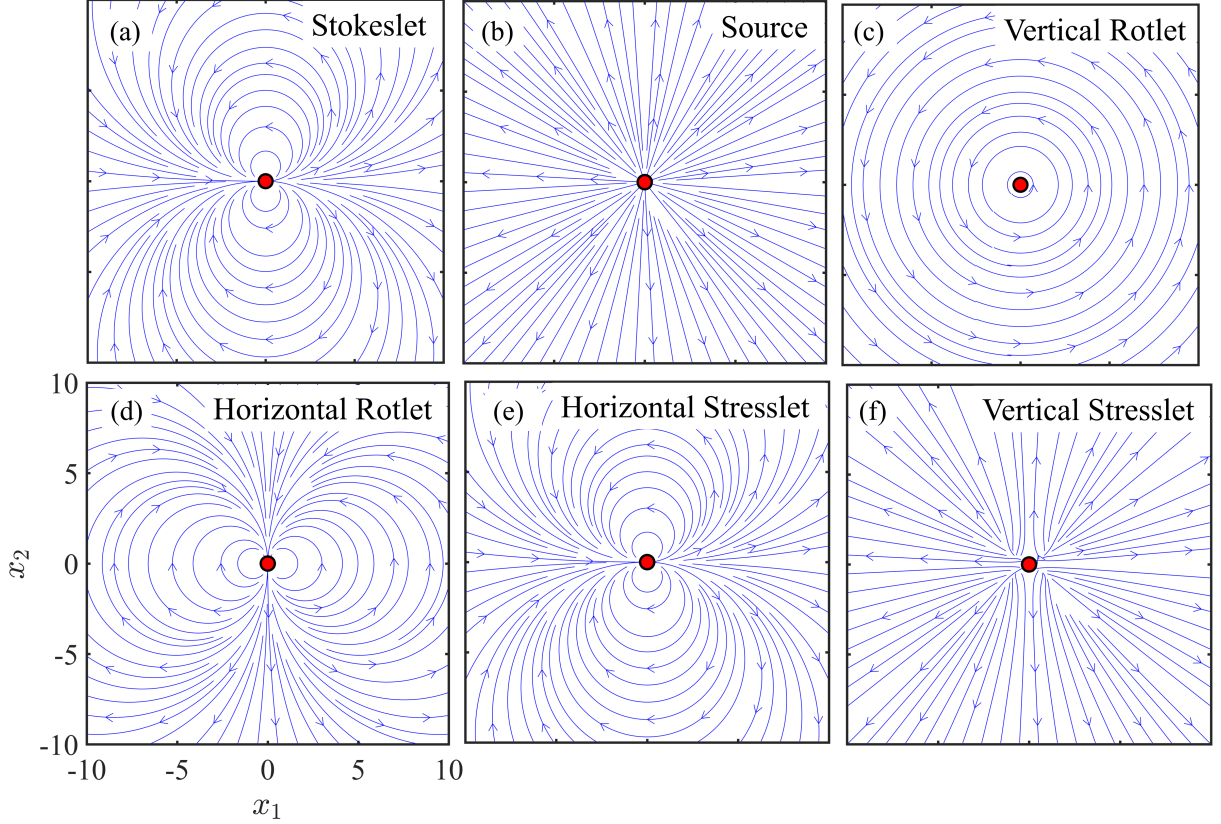 (a) Stokeslet
(b) Source
(c) Vertical Rotlet
(d) Horizontal Rotlet
(e) Horizontal Stresslet
(f) Vertical Stresslet
10
5
0
-5
-10
x₂
-10 -5 0 5 10
x₁